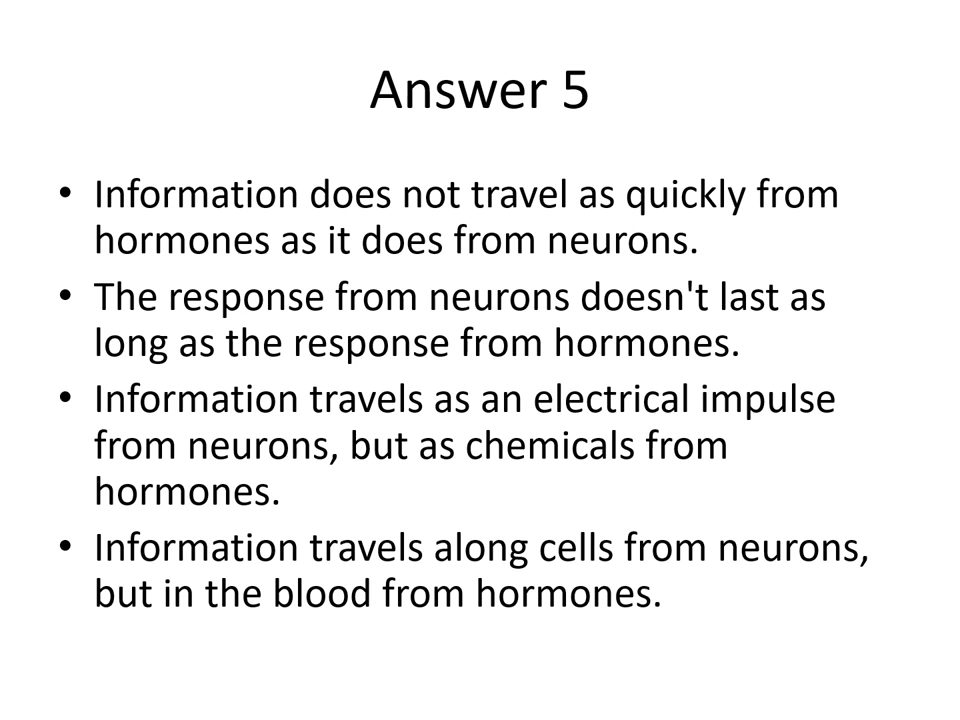 Answer 5
• Information does not travel as quickly from
hormones as it does from neurons.
• The response from neurons doesn't last as
long as the response from hormones.
• Information travels as an electrical impulse
from neurons, but as chemicals from
hormones.
• Information travels along cells from neurons,
but in the blood from hormones.